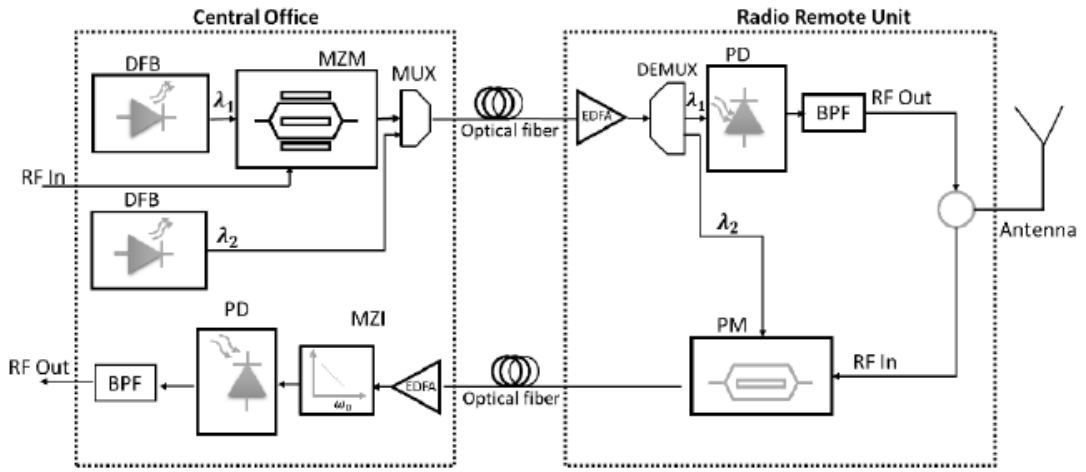 Central Office
Radio Remote Unit
DFB
MZM
MUX
DEMUX
PD
λ1
EDFA
λ1
BPF
RF Out
Optical fiber
RF In
DFB
λ2
λ2
Antenna
PD
MZI
PM
RF Out
BPF
ω0
EDFA
Optical fiber
RF In